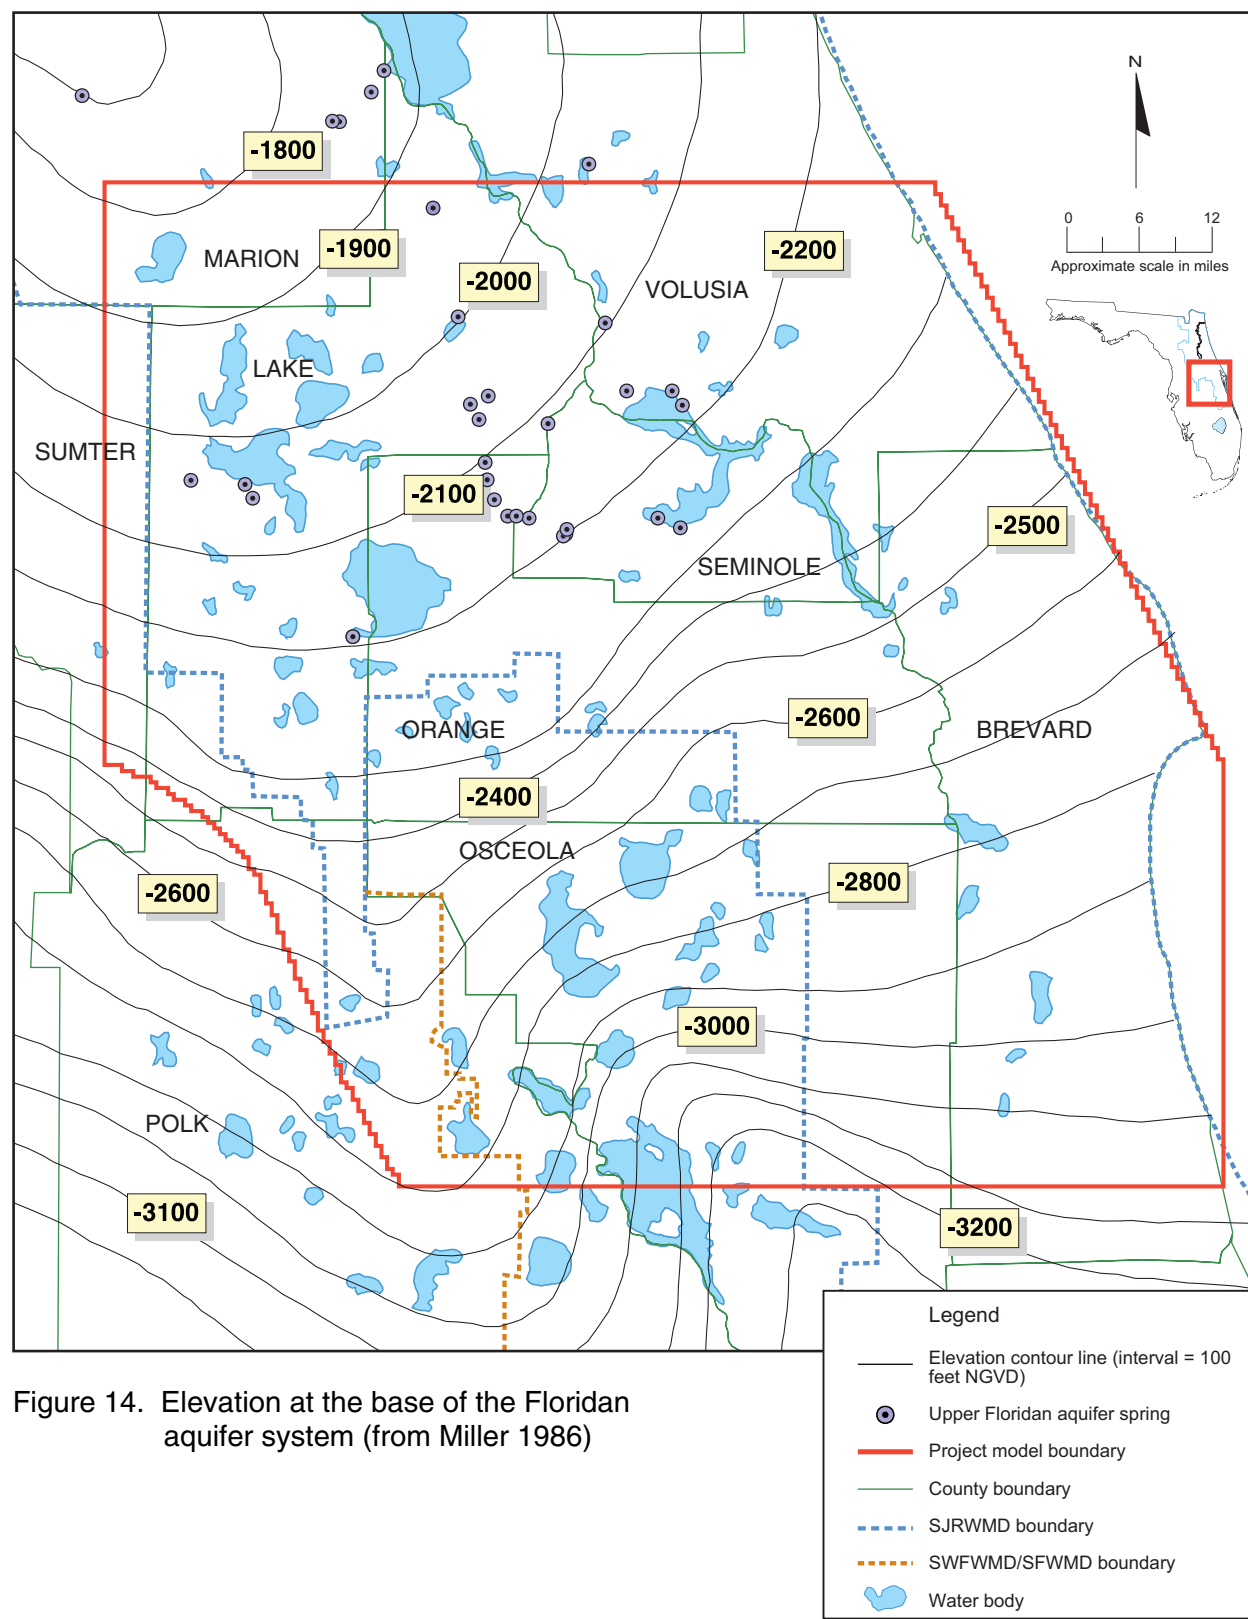 N
0 6 12
Approximate scale in miles
-1800
MARION
-1900
-2000
-2200
VOLUSIA
LAKE
SUMTER
-2100
-2500
SEMINOLE
-2600
ORANGE
BREVARD
-2400
OSCEOLA
-2600
-2800
-3000
POLK
-3100
-3200
Legend
Elevation contour line (interval = 100
feet NGVD)
Upper Floridan aquifer spring
Project model boundary
County boundary
SJRWMD boundary
SWFWMD/SFWMD boundary
Water body
Figure 14. Elevation at the base of the Floridan
aquifer system (from Miller 1986)